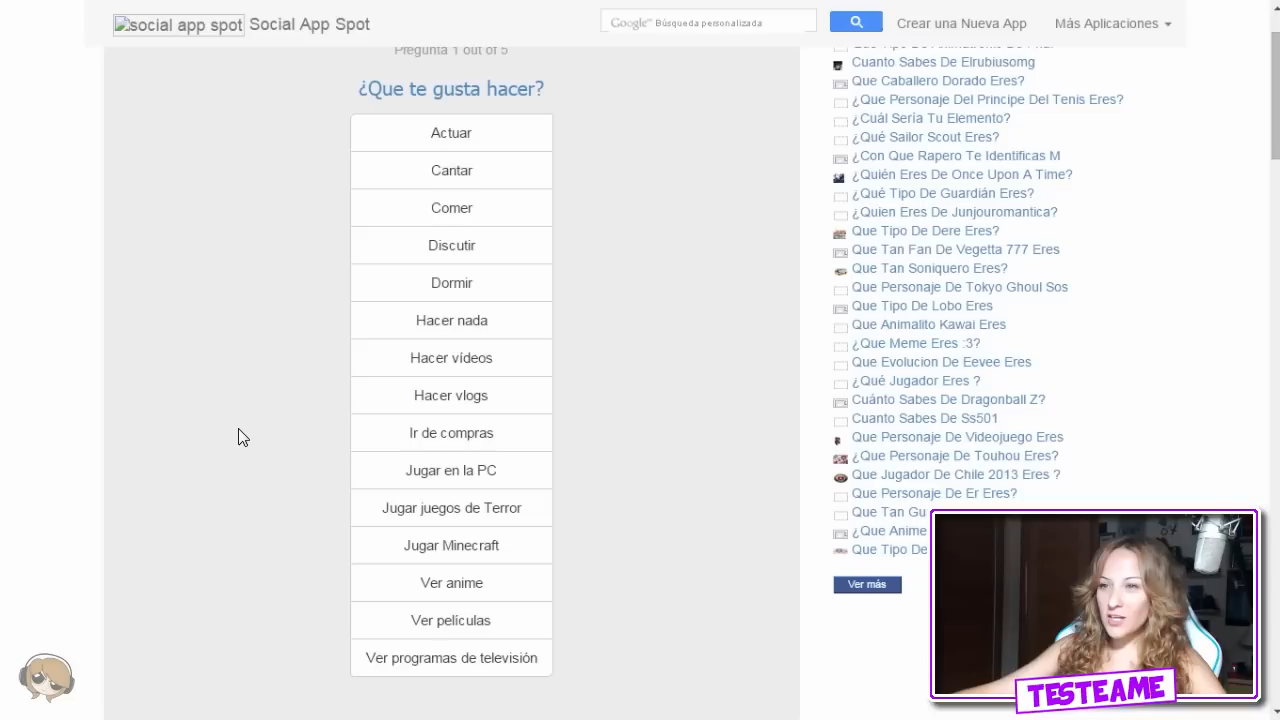 social app spot
Social App Spot
Google™ Búsqueda personalizada
Crear una Nueva App
Más Aplicaciones
Pregunta 1 out of 5
¿Que te gusta hacer?
Actuar
Cantar
Comer
Discutir
Dormir
Hacer nada
Hacer vídeos
Hacer vlogs
Ir de compras
Jugar en la PC
Jugar juegos de Terror
Jugar Minecraft
Ver anime
Ver películas
Ver programas de televisión
Cuanto Sabes De Elrubiusomg
Que Caballero Dorado Eres?
¿Que Personaje Del Principe Del Tenis Eres?
¿Cuál Sería Tu Elemento?
¿Qué Sailor Scout Eres?
¿Con Que Rapero Te Identificas M
¿Quién Eres De Once Upon A Time?
¿Qué Tipo De Guardián Eres?
¿Quien Eres De Junjouromantica?
Que Tipo De Dere Eres?
Que Tan Fan De Vegetta 777 Eres
Que Tan Soniquero Eres?
Que Personaje De Tokyo Ghoul Sos
Que Tipo De Lobo Eres
Que Animalito Kawai Eres
¿Que Meme Eres :3?
Que Evolucion De Eevee Eres
¿Qué Jugador Eres ?
Cuánto Sabes De Dragonball Z?
Cuanto Sabes De Ss501
Que Personaje De Videojuego Eres
¿Que Personaje De Touhou Eres?
Que Jugador De Chile 2013 Eres ?
Que Personaje De Er Eres?
Que Tan Gu
¿Que Anime
Que Tipo De
Ver más
TESTEAME